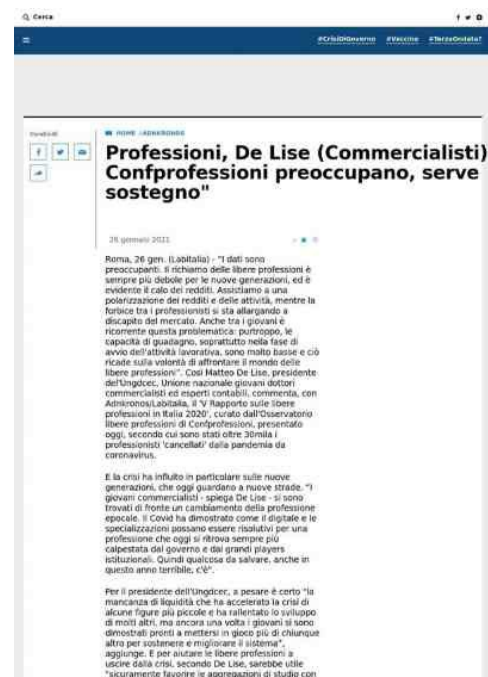 Cerca
#CrisiDiGoverno #Vaccino #TerzaOndata?
Condividi
HOME ADNKRONOS
Professioni, De Lise (Commercialisti)
Confprofessioni preoccupano, serve
sostegno"
26 gennaio 2021
Roma, 26 gen. (Labitalia) - "I dati sono
preoccupanti. Il richiamo delle libere professioni è
sempre più debole per le nuove generazioni, ed è
evidente il calo dei redditi. Assistiamo a una
polarizzazione dei redditi e delle attività, mentre la
forbice tra i professionisti si sta allargando a
discapito del mercato. Anche tra i giovani è
ricorrente questa problematica: purtroppo, le
capacità di guadagno, soprattutto nella fase di
avvio dell'attività lavorativa, sono molto basse e ciò
ricade sulla volontà di affrontare il mondo delle
libere professioni". Così Matteo De Lise, presidente
dell'Ungdcec, Unione nazionale giovani dottori
commercialisti ed esperti contabili, commenta, con
Adnkronos/Labitalia, il 'V Rapporto sulle libere
professioni in Italia 2020', curato dall'Osservatorio
libere professioni di Confprofessioni, presentato
oggi, secondo cui sono stati oltre 30mila i
professionisti 'cancellati' dalla pandemia da
coronavirus.
E la crisi ha influito in particolare sulle nuove
generazioni, che oggi guardano a nuove strade. "I
giovani commercialisti - spiega De Lise - si sono
trovati di fronte un cambiamento della professione
epocale. Il Covid ha dimostrato come il digitale e le
specializzazioni possano essere risolutivi per una
professione che oggi si ritrova sempre più
calpestata dal governo e dai grandi players
istituzionali. Quindi qualcosa da salvare, anche in
questo anno terribile, c'è".
Per il presidente dell'Ungdcec, a pesare è certo "la
mancanza di liquidità che ha accelerato la crisi di
alcune figure più piccole e ha rallentato lo sviluppo
di molti altri, ma ancora una volta i giovani si sono
dimostrati pronti a mettersi in gioco più di chiunque
altro per sostenere e migliorare il sistema",
aggiunge. E per aiutare le libere professioni a
uscire dalla crisi, secondo De Lise, sarebbe utile
"sicuramente favorire le aggregazioni di studio con